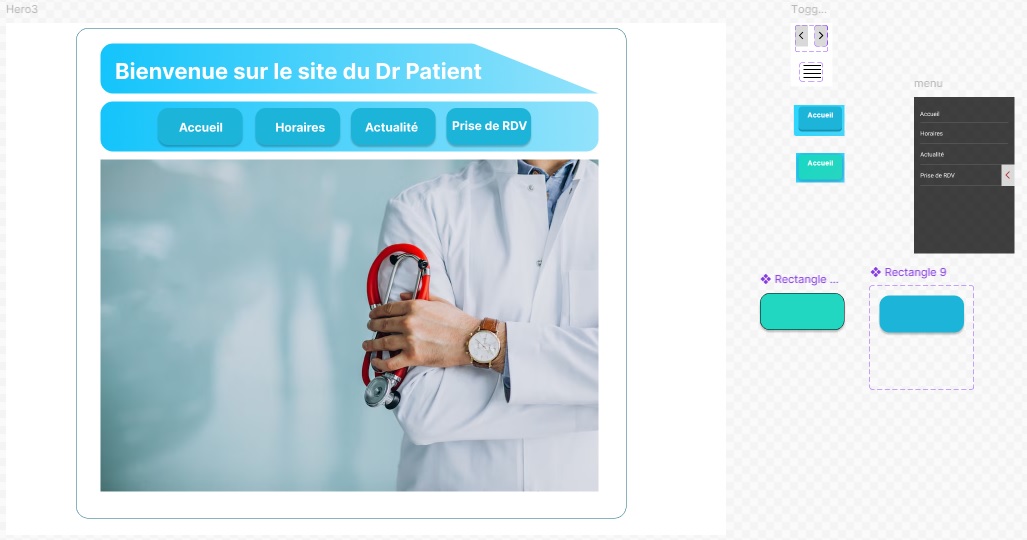 Hero3
Bienvenue sur le site du Dr Patient
Accueil
Horaires
Actualité
Prise de RDV
Togg...
Accueil
Accueil
menu
Accueil
Horaires
Actualité
Prise de RDV
Rectangle ...
Rectangle 9